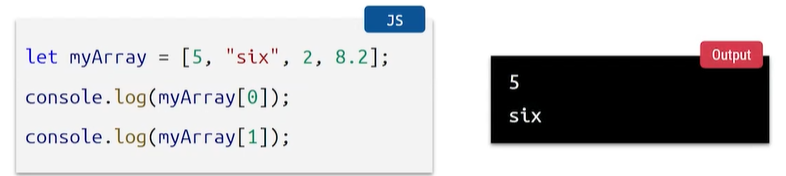 JS
let myArray = [5, "six", 2, 8.2];
console.log(myArray[0]);
console.log(myArray[1]);
Output
5
six